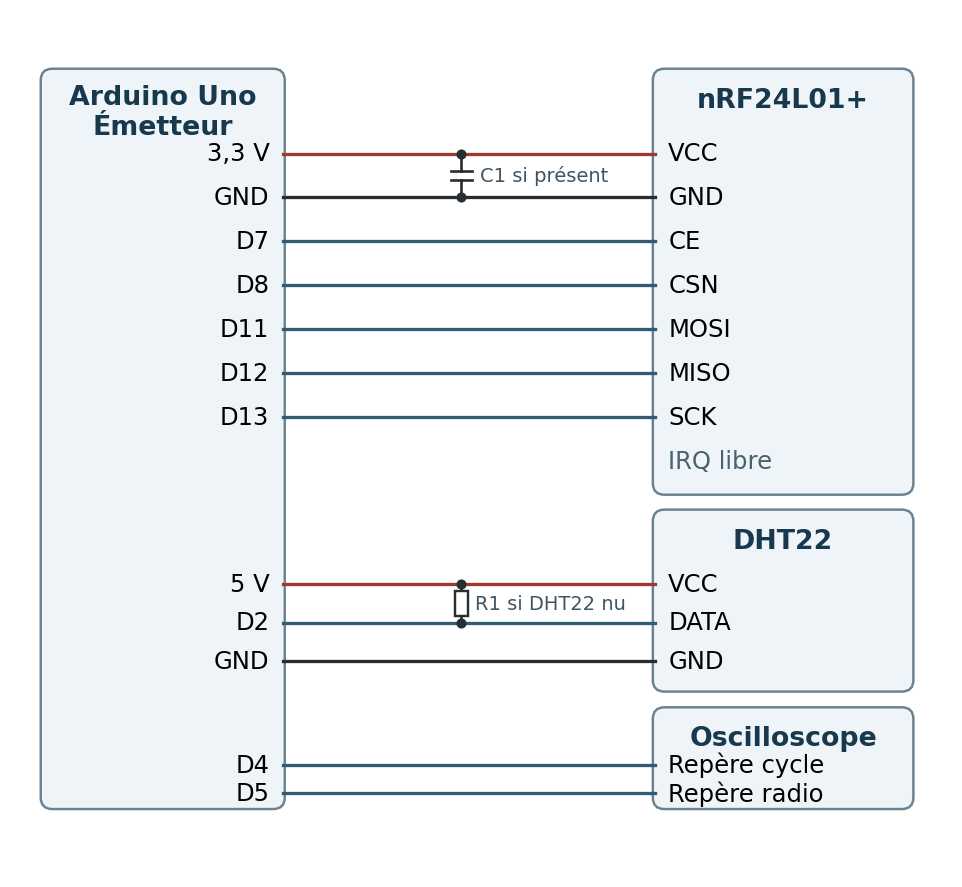 Arduino Uno
Émetteur
nRF24L01+
3,3 V
VCC
C1 si présent
GND
GND
D7
CE
D8
CSN
D11
MOSI
D12
MISO
D13
SCK
IRQ libre
DHT22
5 V
VCC
R1 si DHT22 nu
D2
DATA
GND
GND
Oscilloscope
D4
Repère cycle
D5
Repère radio